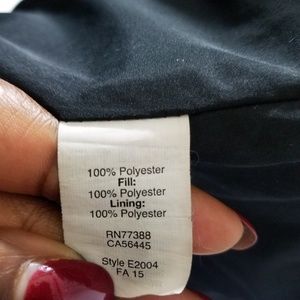 100% Polyester
Fill:
100% Polyester
Lining:
100% Polyester
RN77388
CA56445
Style E2004
FA 15